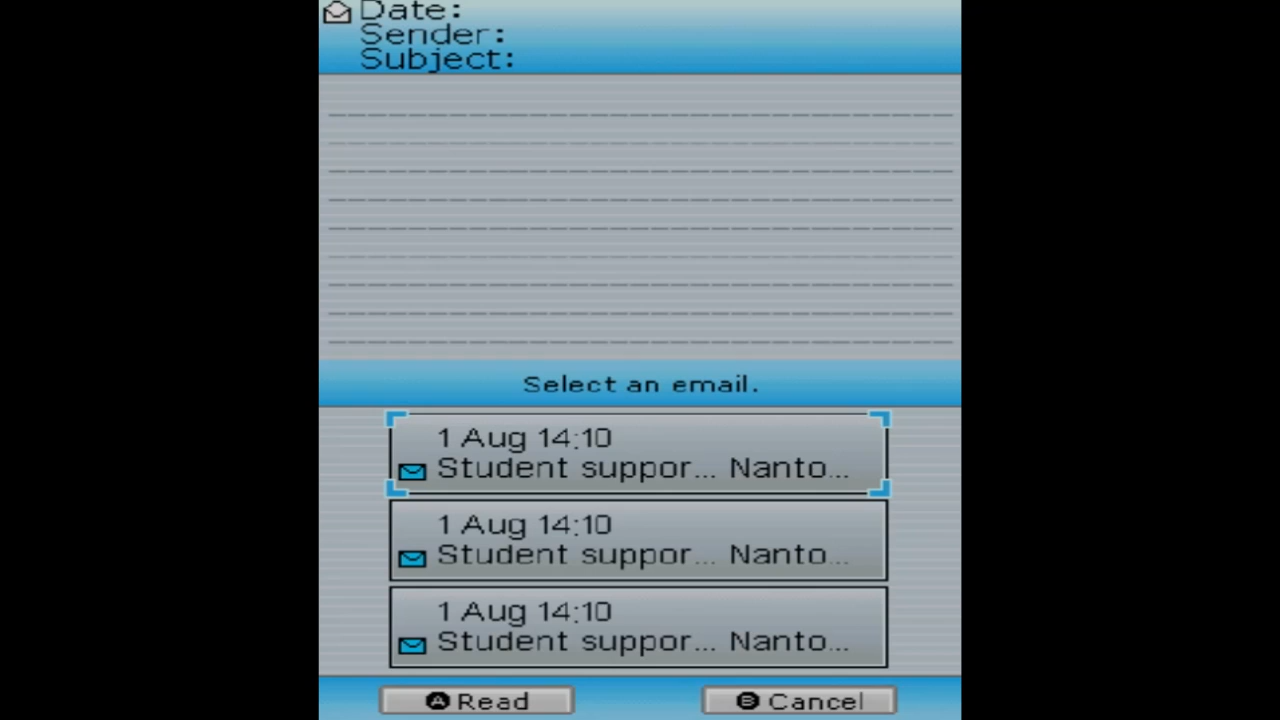 Date:
Sender:
Subject:
Select an email.
1 Aug 14:10
Student suppor... Nanto...
1 Aug 14:10
Student suppor... Nanto...
1 Aug 14:10
Student suppor... Nanto...
A Read
B Cancel